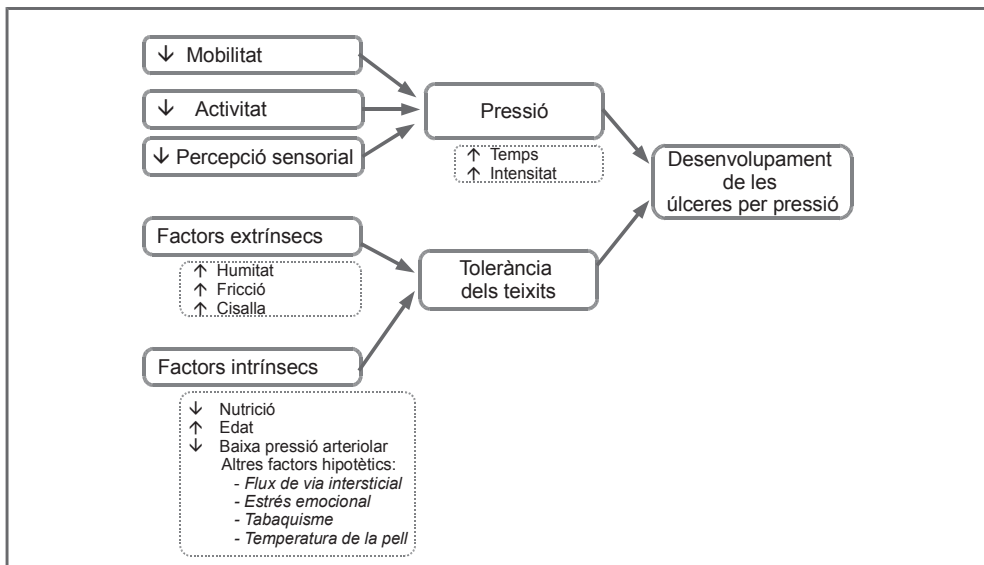 ↓ Mobilitat
↓ Activitat
↓ Percepció sensorial
Pressió
↑ Temps
↑ Intensitat
Desenvolupament
de les
úlceres per pressió
Factors extrínsecs
↑ Humitat
↑ Fricció
↑ Cisalla
Tolerància
dels teixits
Factors intrínsecs
↓ Nutrició
↑ Edat
↓ Baixa pressió arteriolar
Altres factors hipotètics:
- Flux de via intersticial
- Estrés emocional
- Tabaquisme
- Temperatura de la pell